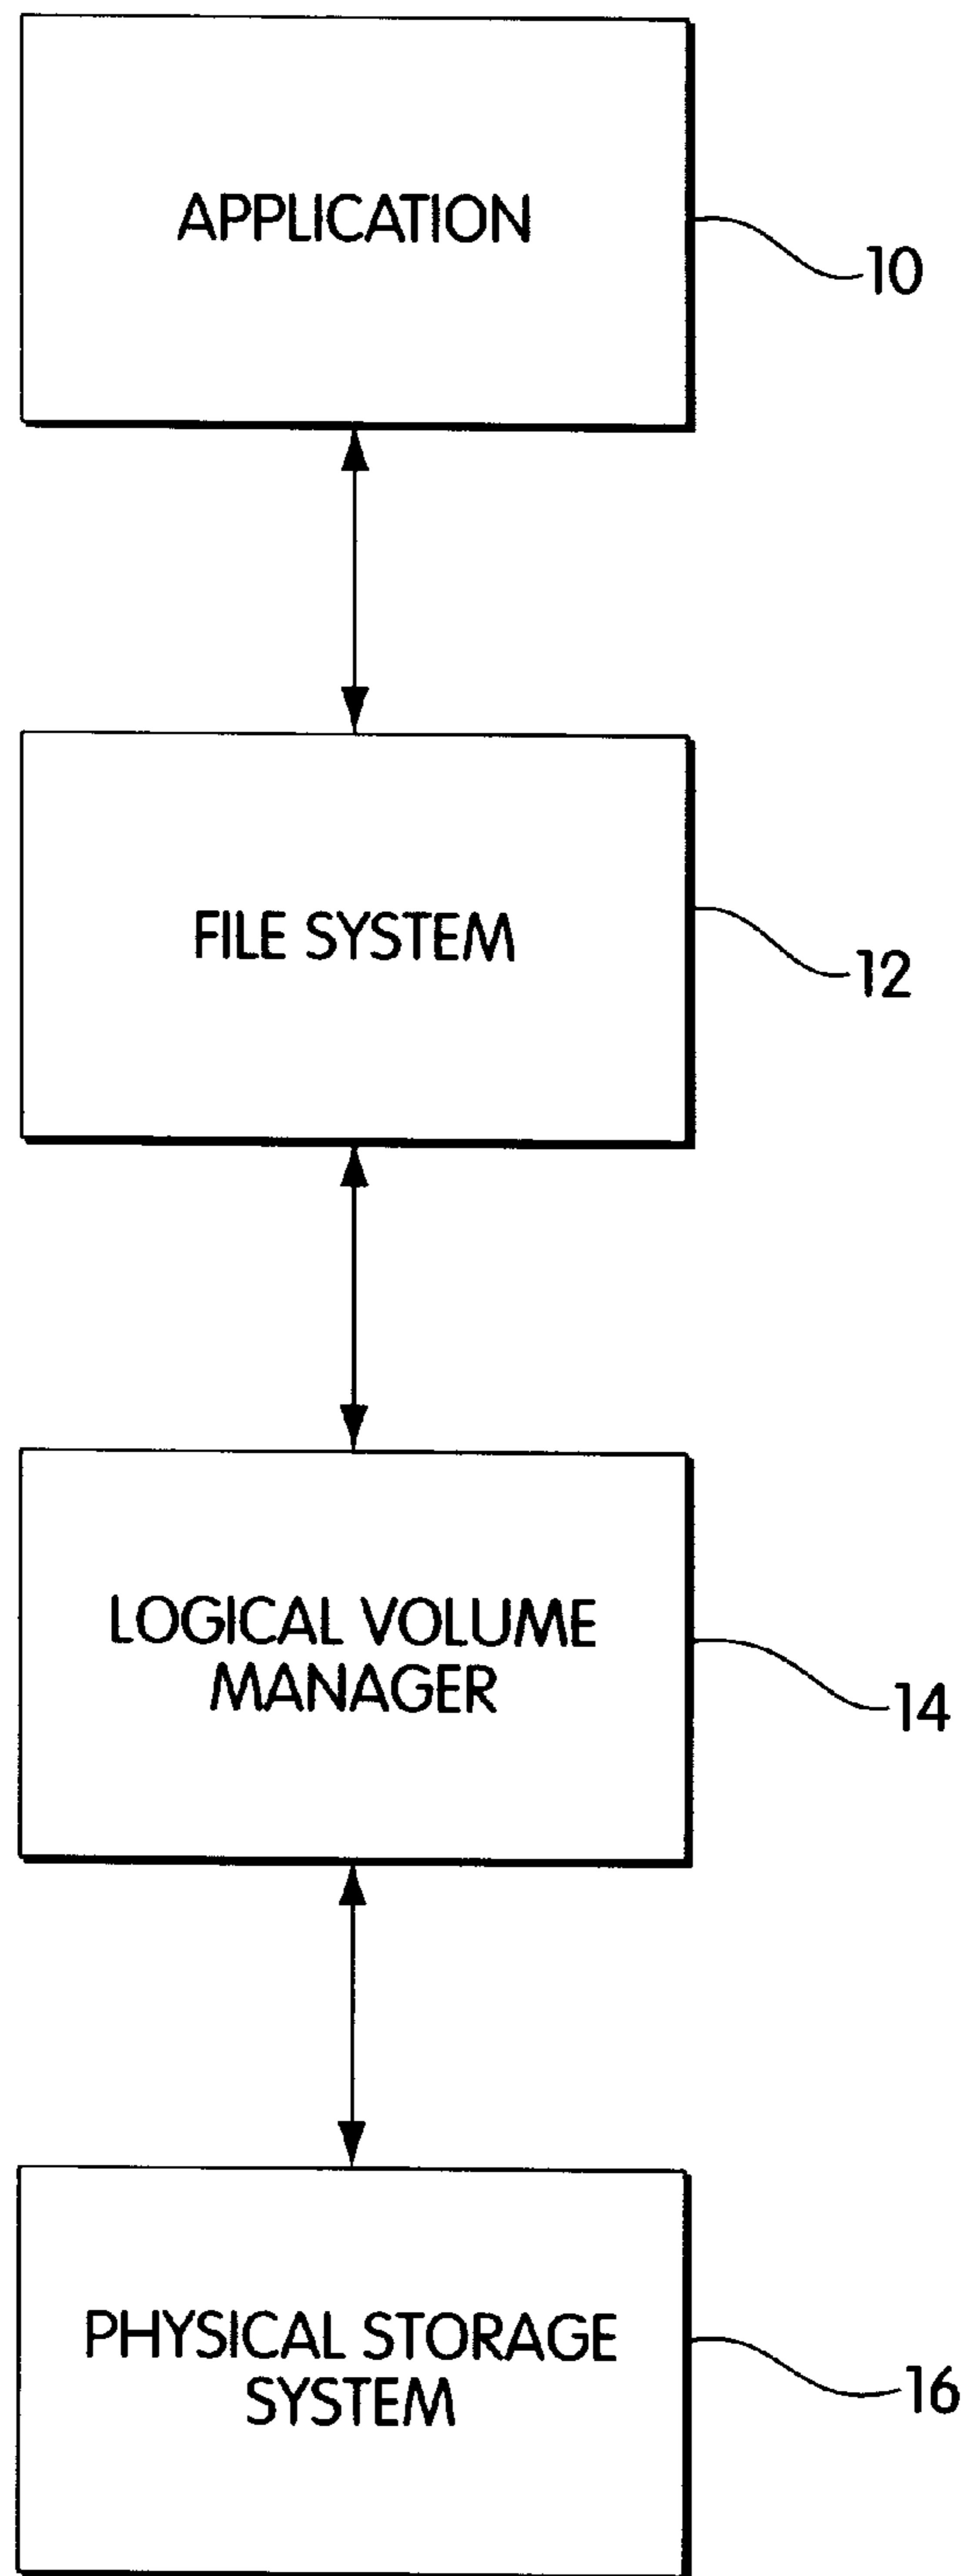 APPLICATION
10
FILE SYSTEM
12
LOGICAL VOLUME
MANAGER
14
PHYSICAL STORAGE
SYSTEM
16